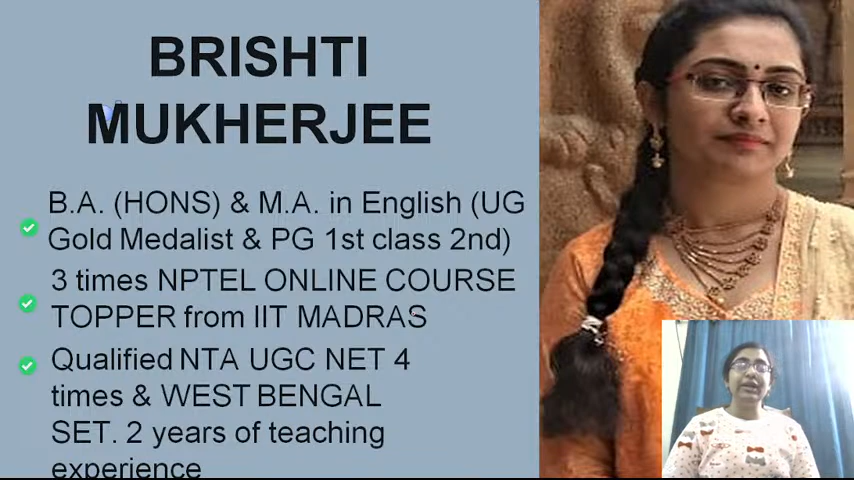 BRISHTI
MUKHERJEE
B.A. (HONS) & M.A. in English (UG
Gold Medalist & PG 1st class 2nd)
3 times NPTEL ONLINE COURSE
TOPPER from IIT MADRAS
Qualified NTA UGC NET 4
times & WEST BENGAL
SET. 2 years of teaching
experience